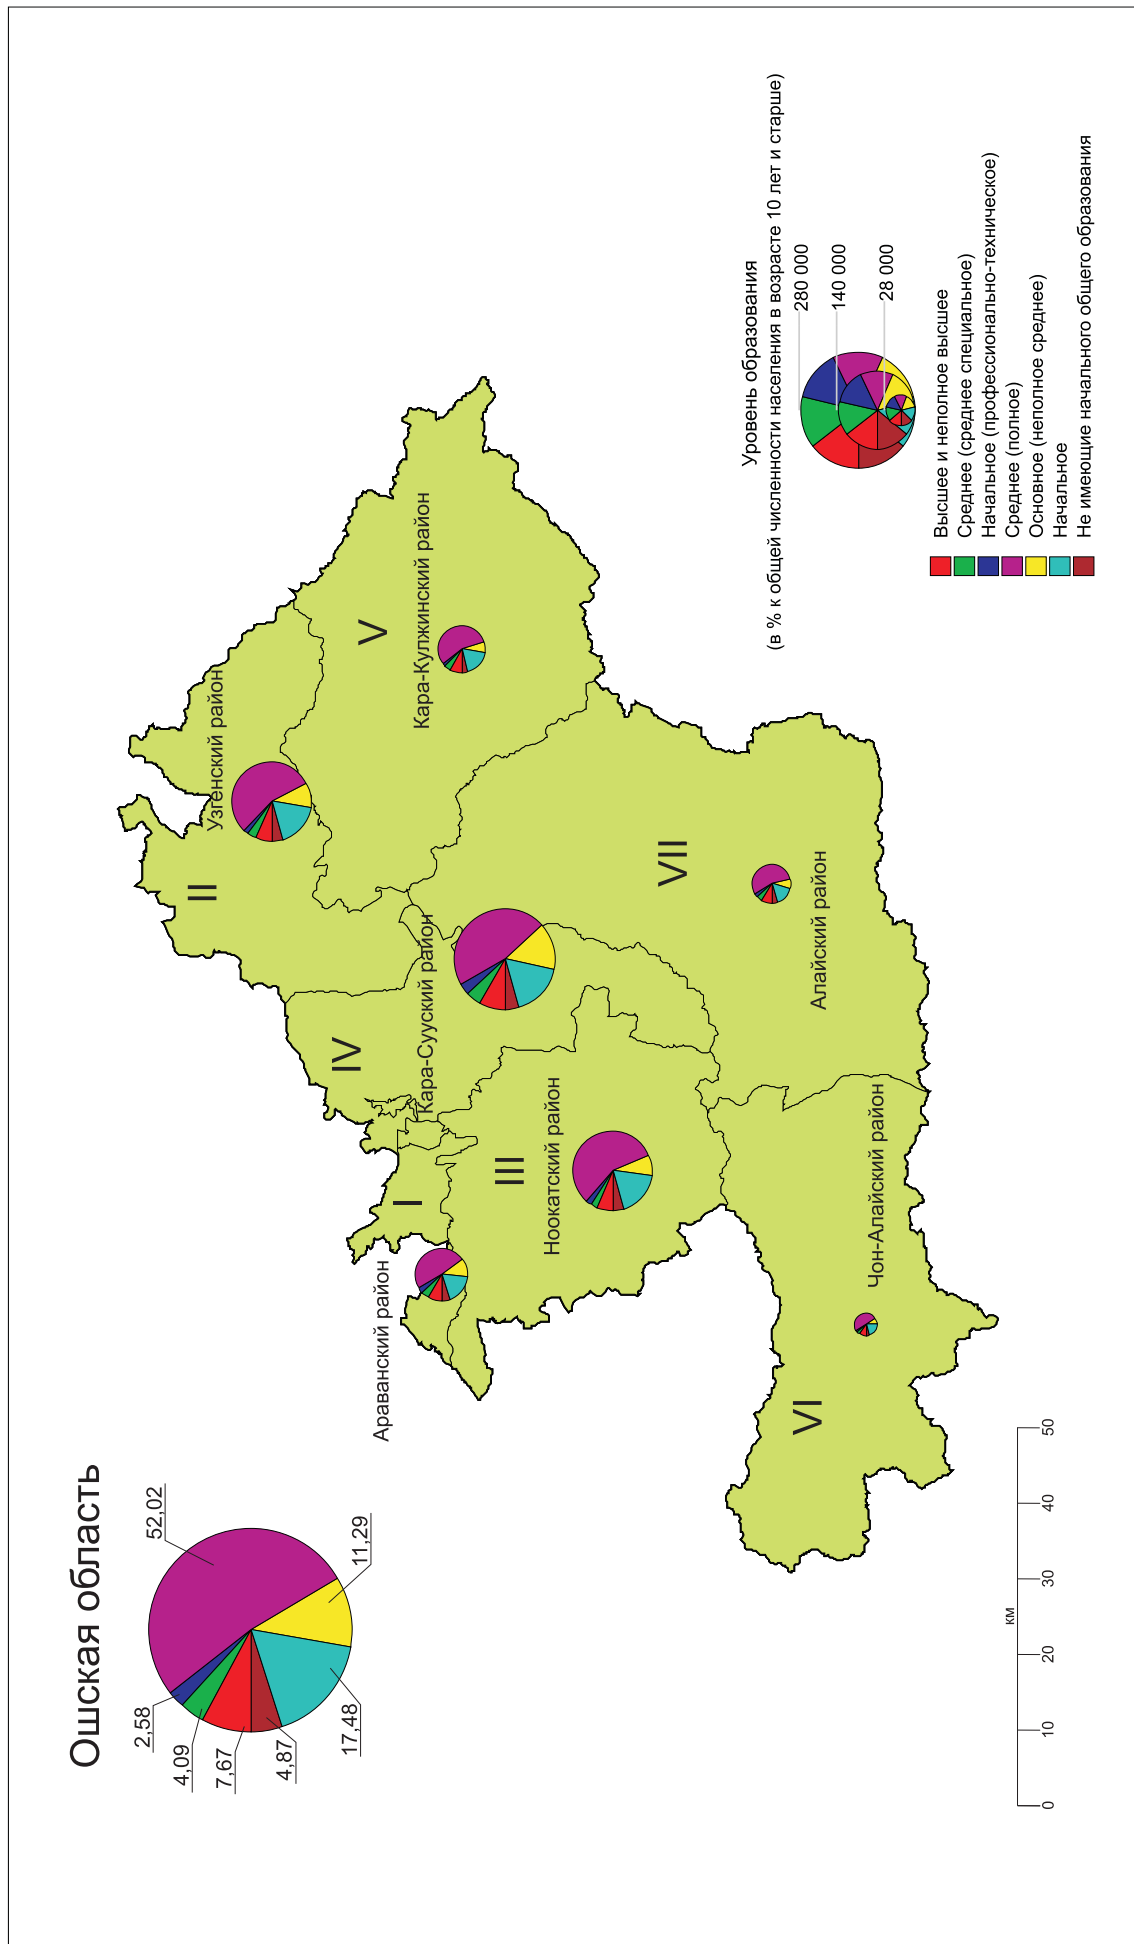 Ошская область
52,02
11,29
17,48
4,87
7,67
4,09
2,58
Узгенский район
II
V
Кара-Кулжинский район
IV
Кара-Сууский район
I
Араванский район
III
Ноокатский район
VII
Алайский район
VI
Чон-Алайский район
Уровень образования
(в % к общей численности населения в возрасте 10 лет и старше)
280 000
140 000
28 000
Высшее и неполное высшее
Среднее (среднее специальное)
Начальное (профессионально-техническое)
Среднее (полное)
Основное (неполное среднее)
Начальное
Не имеющие начального общего образования
км
0 10 20 30 40 50